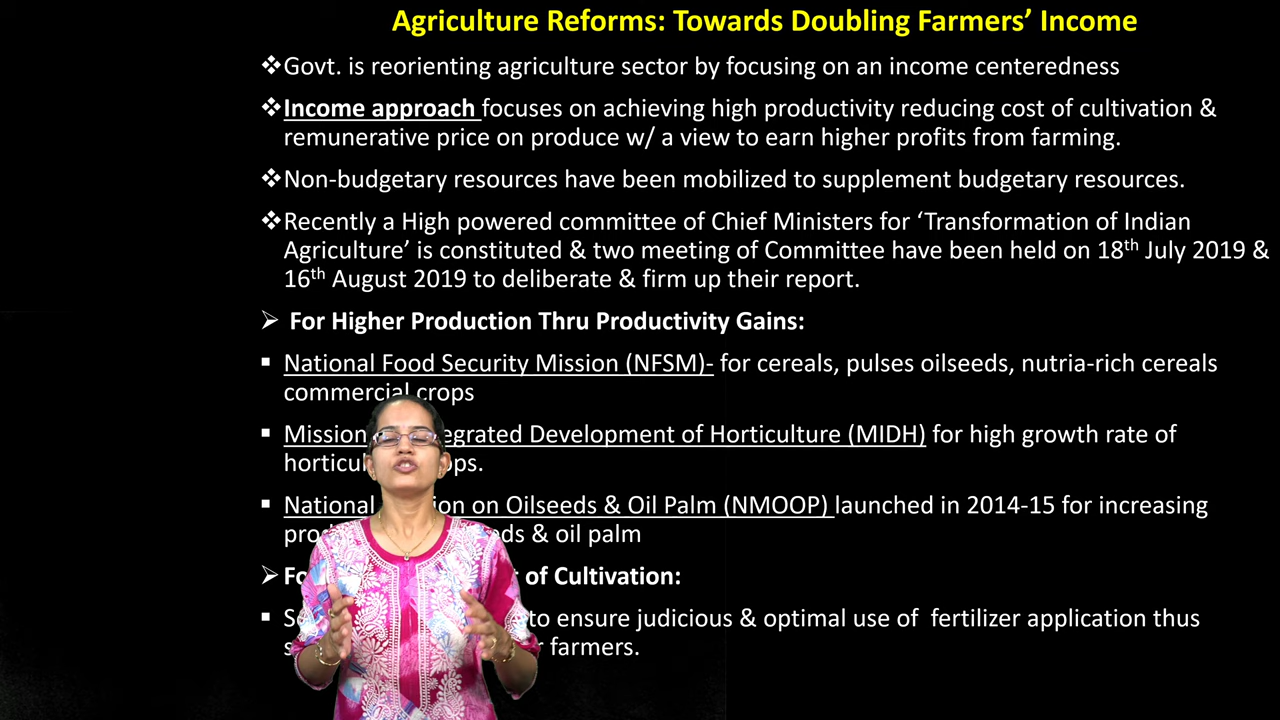 Agriculture Reforms: Towards Doubling Farmers’ Income
❖Govt. is reorienting agriculture sector by focusing on an income centeredness
❖Income approach focuses on achieving high productivity reducing cost of cultivation &
remunerative price on produce w/ a view to earn higher profits from farming.
❖Non-budgetary resources have been mobilized to supplement budgetary resources.
❖Recently a High powered committee of Chief Ministers for ‘Transformation of Indian
Agriculture’ is constituted & two meeting of Committee have been held on 18th July 2019 &
16th August 2019 to deliberate & firm up their report.
➢ For Higher Production Thru Productivity Gains:
▪ National Food Security Mission (NFSM)- for cereals, pulses oilseeds, nutria-rich cereals
commercial crops
▪ Mission Development of Horticulture (MIDH) for high growth rate of
▪ National on Oilseeds & Oil Palm (NMOOP) launched in 2014-15 for increasing
& oil palm
➢ of Cultivation:
▪ to ensure judicious & optimal use of fertilizer application thus
farmers.